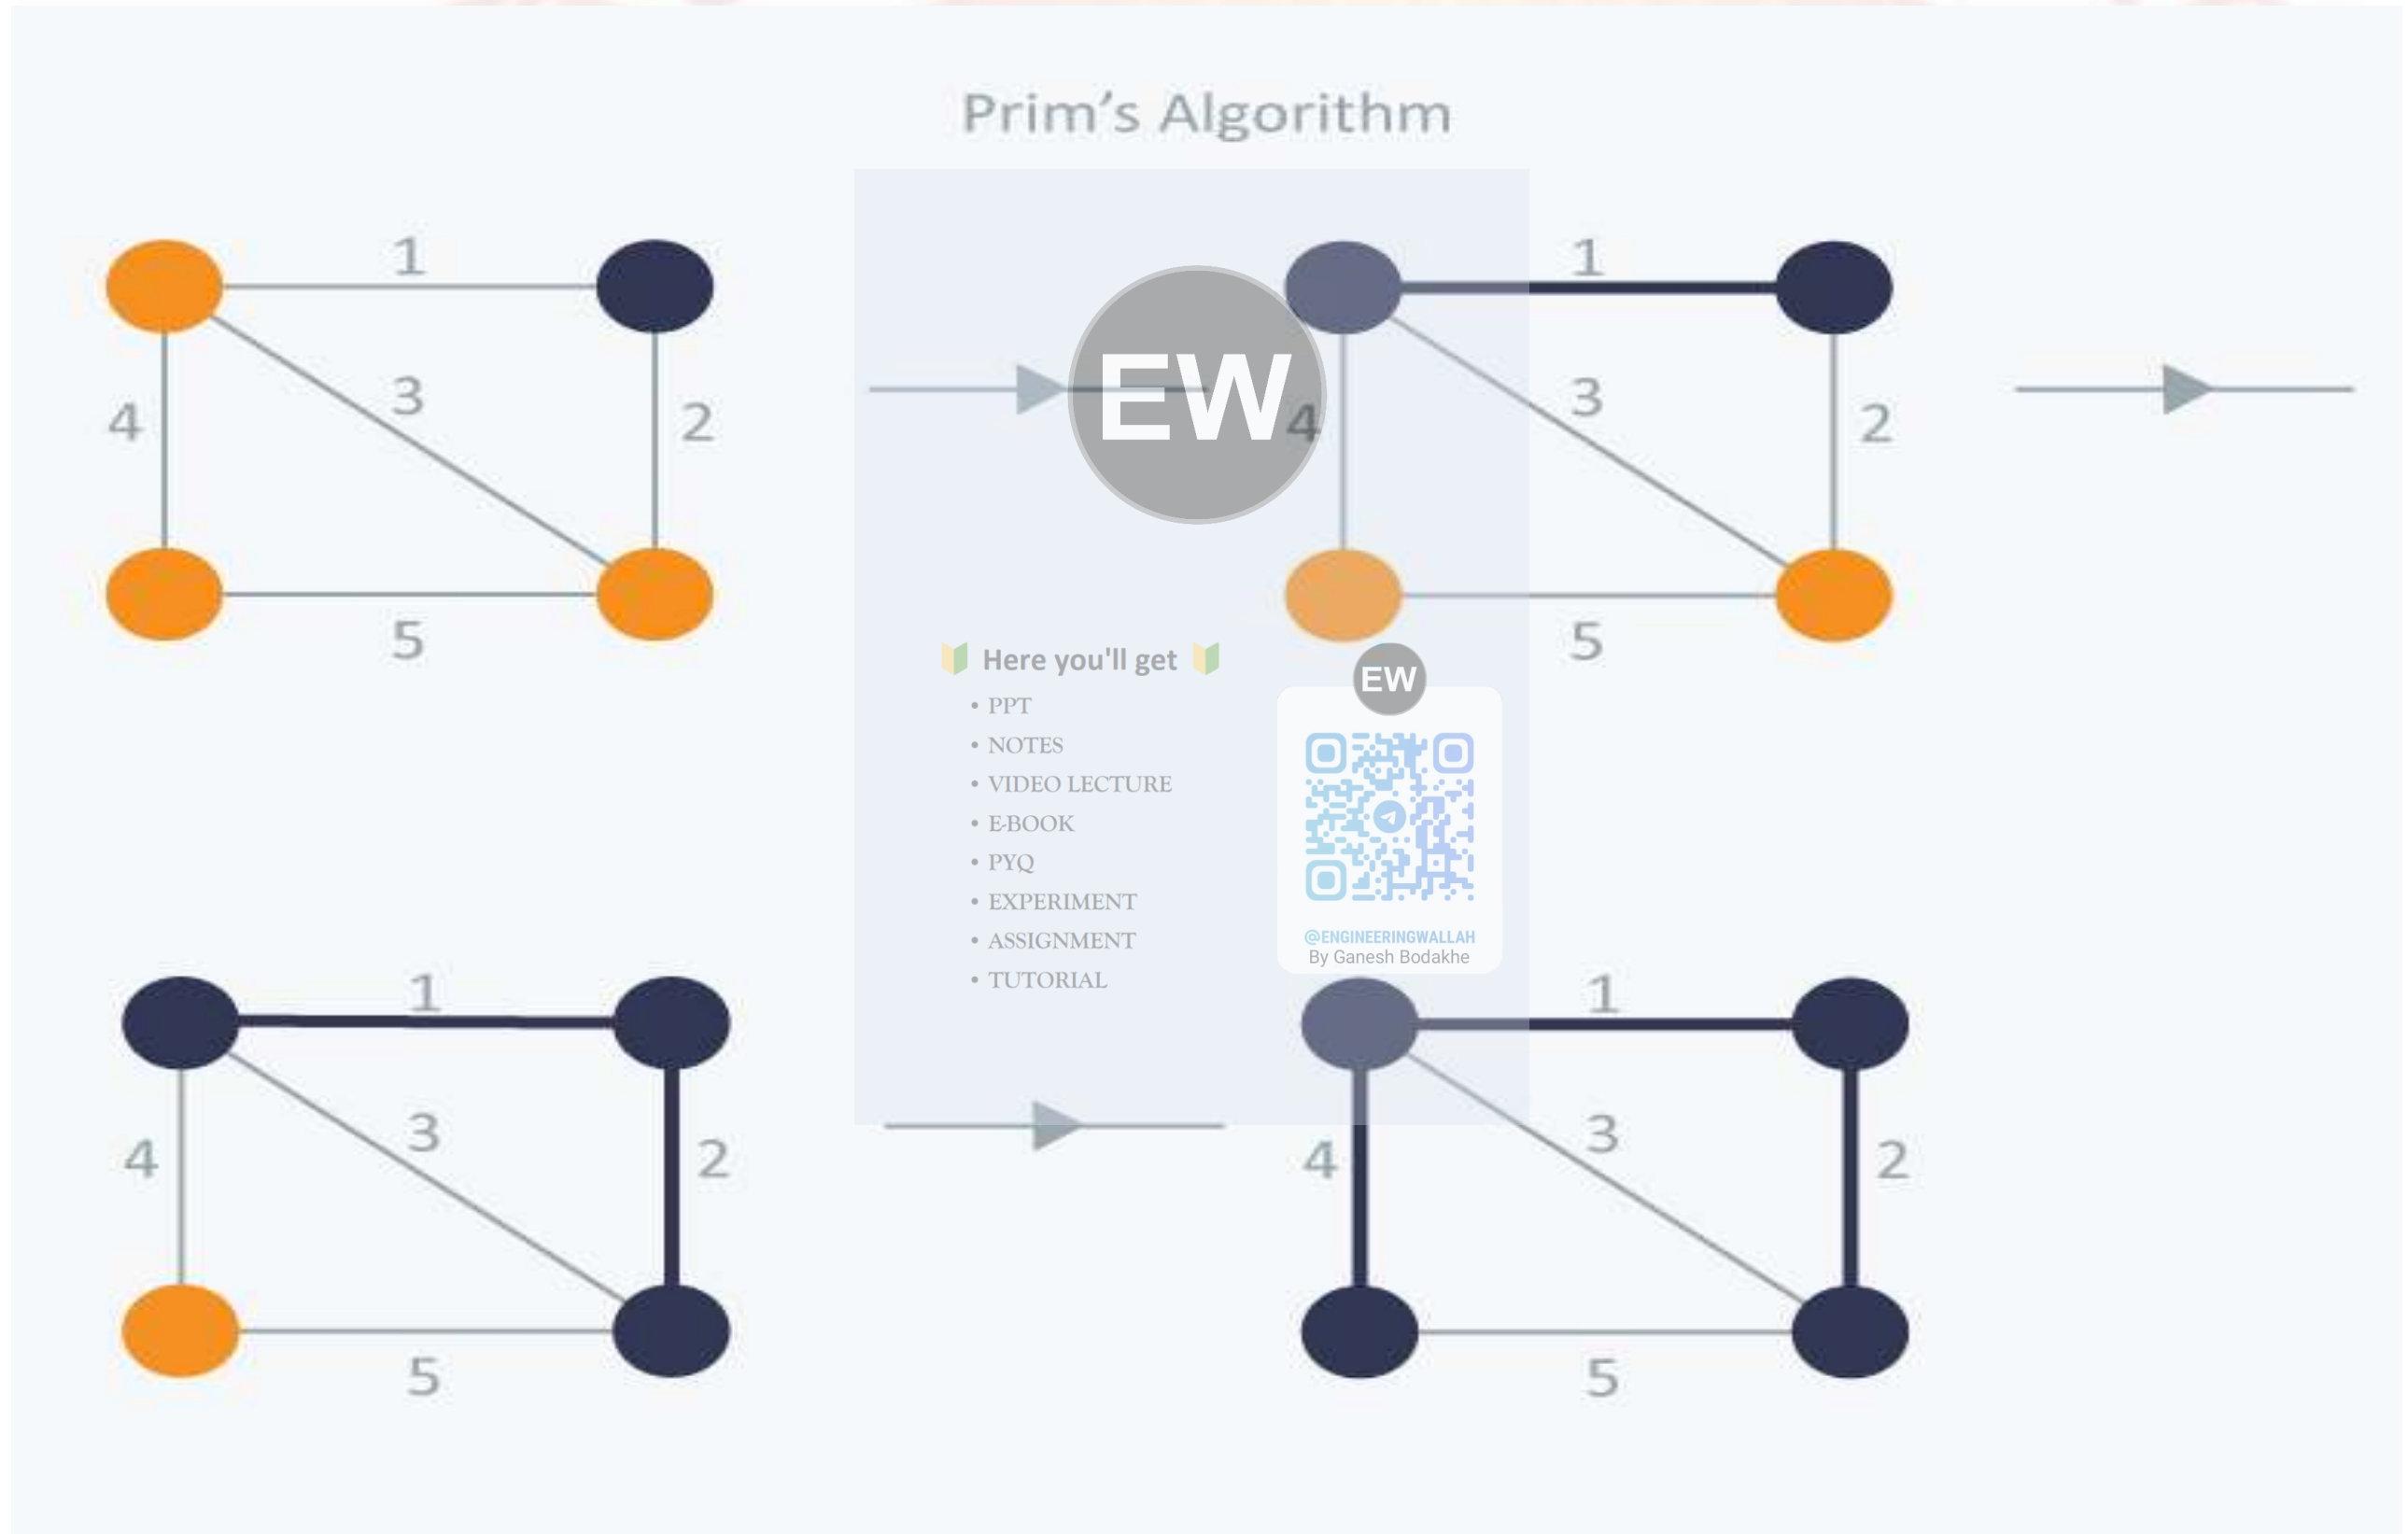 Prim's Algorithm
1
4
3
2
5
1
4
3
2
5
EW
🔰 Here you'll get 🔰
• PPT
• NOTES
• VIDEO LECTURE
• E-BOOK
• PYQ
• EXPERIMENT
• ASSIGNMENT
• TUTORIAL
EW
@ENGINEERINGWALLAH
By Ganesh Bodakhe
1
4
3
2
5
1
4
3
2
5